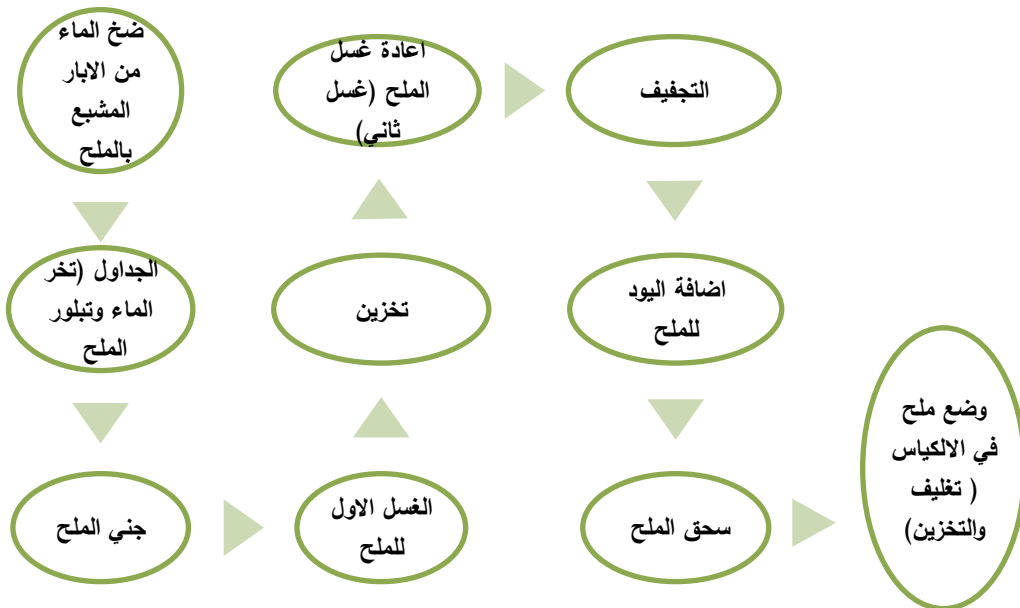 ضخ الماء
من الابار
المشبع
بالملح
الجداول (تخر
الماء وتبلور
الملح
جني الملح
الغسل الاول
للملح
تخزين
اعادة غسل
الملح (غسل
ثاني)
التجفيف
اضافة اليود
للملح
سحق الملح
وضع ملح
في الالكياس
( تغليف
والتخزين)